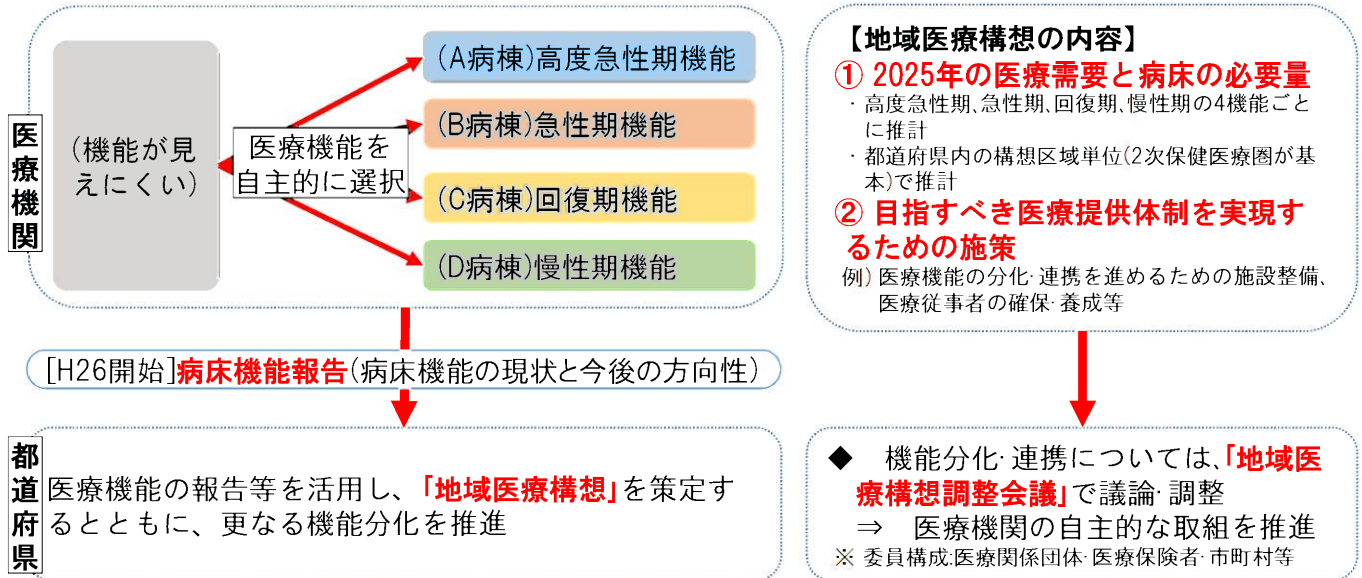 医療機関
(機能が見
えにくい)
医療機能を
自主的に選択
(A病棟)高度急性期機能
(B病棟)急性期機能
(C病棟)回復期機能
(D病棟)慢性期機能
[H26開始]病床機能報告(病床機能の現状と今後の方向性)
都道府県
医療機能の報告等を活用し、「地域医療構想」を策定す
るとともに、更なる機能分化を推進
【地域医療構想の内容】
① 2025年の医療需要と病床の必要量
・高度急性期、急性期、回復期、慢性期の4機能ごと
に推計
・都道府県内の構想区域単位(2次保健医療圏が基
本)で推計
② 目指すべき医療提供体制を実現す
るための施策
例) 医療機能の分化・連携を進めるための施設整備、
医療従事者の確保・養成等
◆ 機能分化・連携については、「地域医
療構想調整会議」で議論・調整
⇒ 医療機関の自主的な取組を推進
※ 委員構成:医療関係団体・医療保険者・市町村等